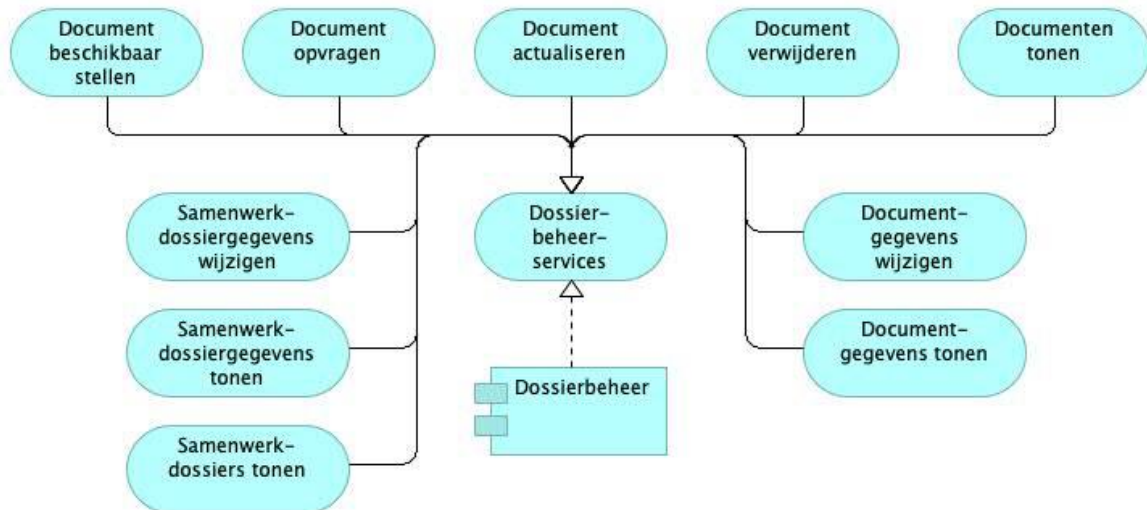 Document
beschikbaar
stellen
Document
opvragen
Document
actualiseren
Document
verwijderen
Documenten
tonen
Samenwerk-
dossiergegevens
wijzigen
Dossier-
beheer-
services
Document-
gegevens
wijzigen
Samenwerk-
dossiergegevens
tonen
Document-
gegevens tonen
Dossierbeheer
Samenwerk-
dossiers tonen